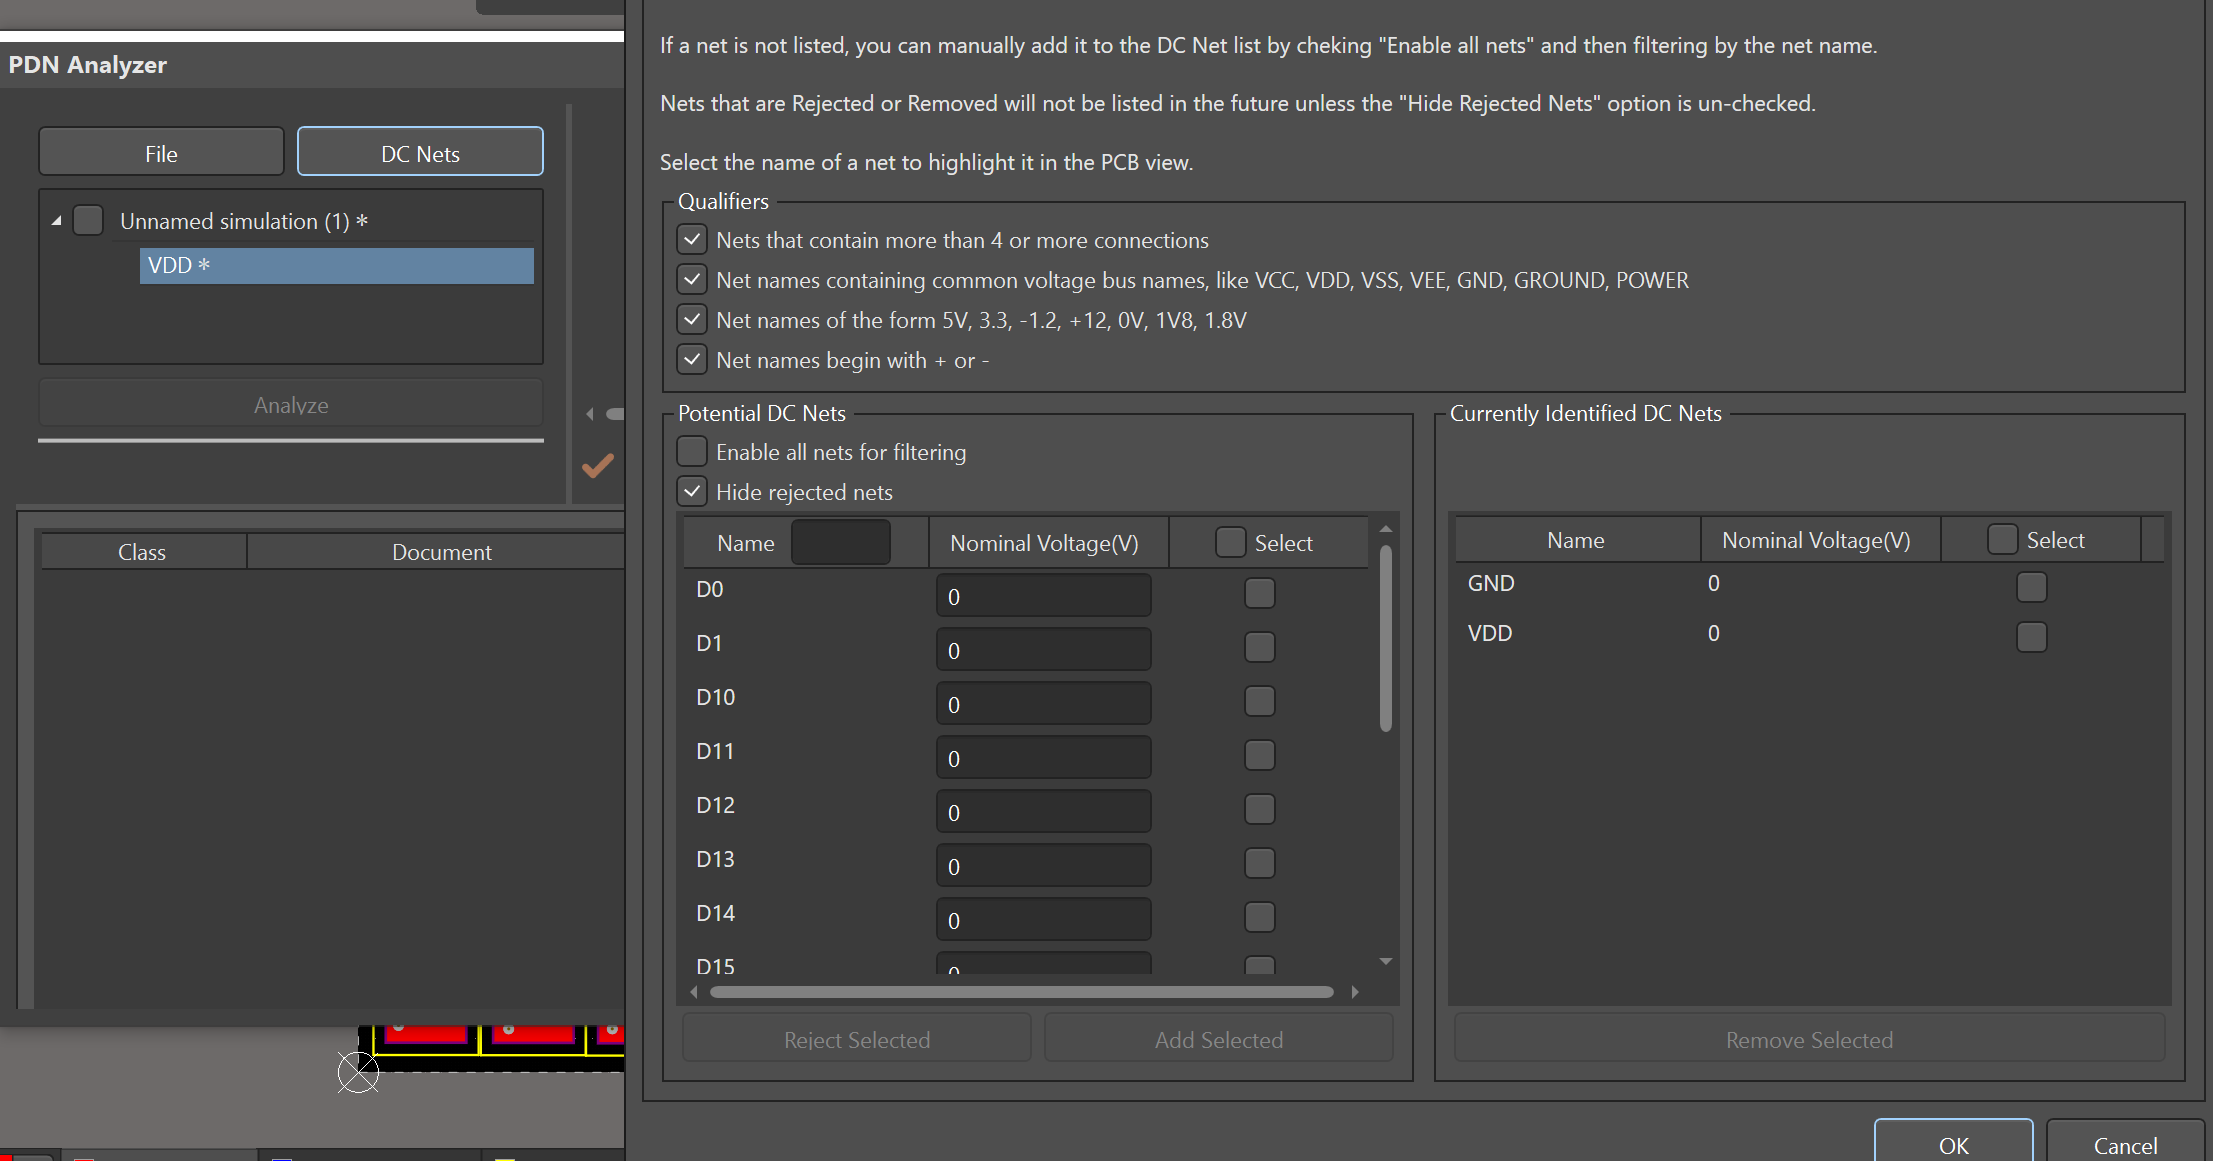 PDN Analyzer
File
DC Nets
Unnamed simulation (1) *
VDD *
Analyze
Class
Document
If a net is not listed, you can manually add it to the DC Net list by cheking "Enable all nets" and then filtering by the net name.
Nets that are Rejected or Removed will not be listed in the future unless the "Hide Rejected Nets" option is un-checked.
Select the name of a net to highlight it in the PCB view.
Qualifiers
Nets that contain more than 4 or more connections
Net names containing common voltage bus names, like VCC, VDD, VSS, VEE, GND, GROUND, POWER
Net names of the form 5V, 3.3, -1.2, +12, 0V, 1V8, 1.8V
Net names begin with + or -
Potential DC Nets
Enable all nets for filtering
Hide rejected nets
Name Nominal Voltage(V) Select
D0 0
D1 0
D10 0
D11 0
D12 0
D13 0
D14 0
D15 0
Reject Selected
Add Selected
Currently Identified DC Nets
Name Nominal Voltage(V) Select
GND 0
VDD 0
Remove Selected
OK
Cancel